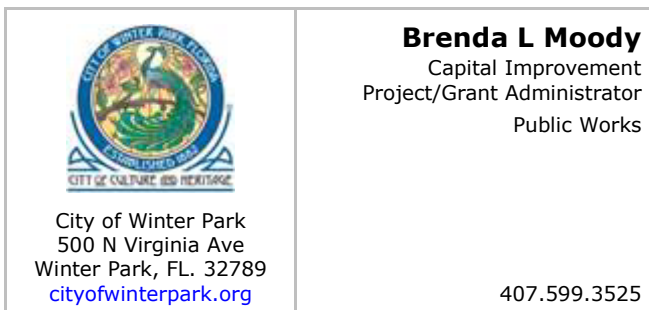 CITY OF WINTER PARK, FLORIDA
ESTABLISHED 1882
CITY OF CULTURE AND HERITAGE
City of Winter Park
500 N Virginia Ave
Winter Park, FL. 32789
cityofwinterpark.org
Brenda L Moody
Capital Improvement
Project/Grant Administrator
Public Works
407.599.3525